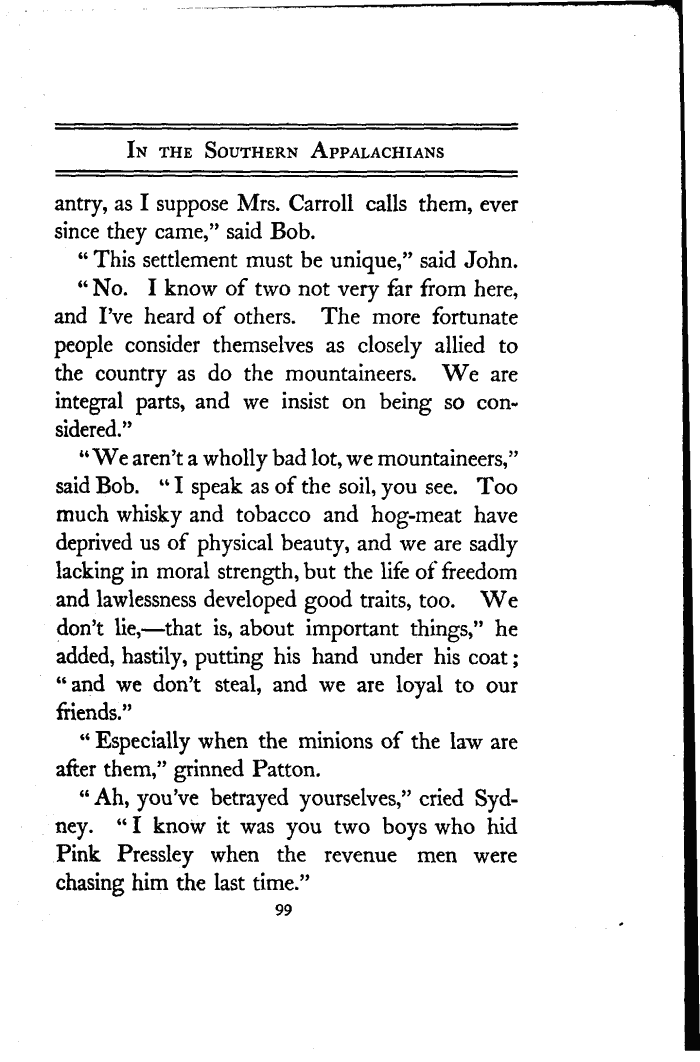 In the Southern Appalachians
antry, as I suppose Mrs. Carroll calls them, ever
since they came,” said Bob.
“This settlement must be unique,” said John.
“No. I know of two not very far from here,
and I've heard of others. The more fortunate
people consider themselves as closely allied to
the country as do the mountaineers. We are
integral parts, and we insist on being so con-
sidered.”
“We aren't a wholly bad lot, we mountaineers,”
said Bob. “I speak as of the soil, you see. Too
much whisky and tobacco and hog-meat have
deprived us of physical beauty, and we are sadly
lacking in moral strength, but the life of freedom
and lawlessness developed good traits, too. We
don't lie,—that is, about important things,” he
added, hastily, putting his hand under his coat;
“and we don't steal, and we are loyal to our
friends.”
“Especially when the minions of the law are
after them,” grinned Patton.
“Ah, you've betrayed yourselves,” cried Syd-
ney. “I know it was you two boys who hid
Pink Pressley when the revenue men were
chasing him the last time.”
99